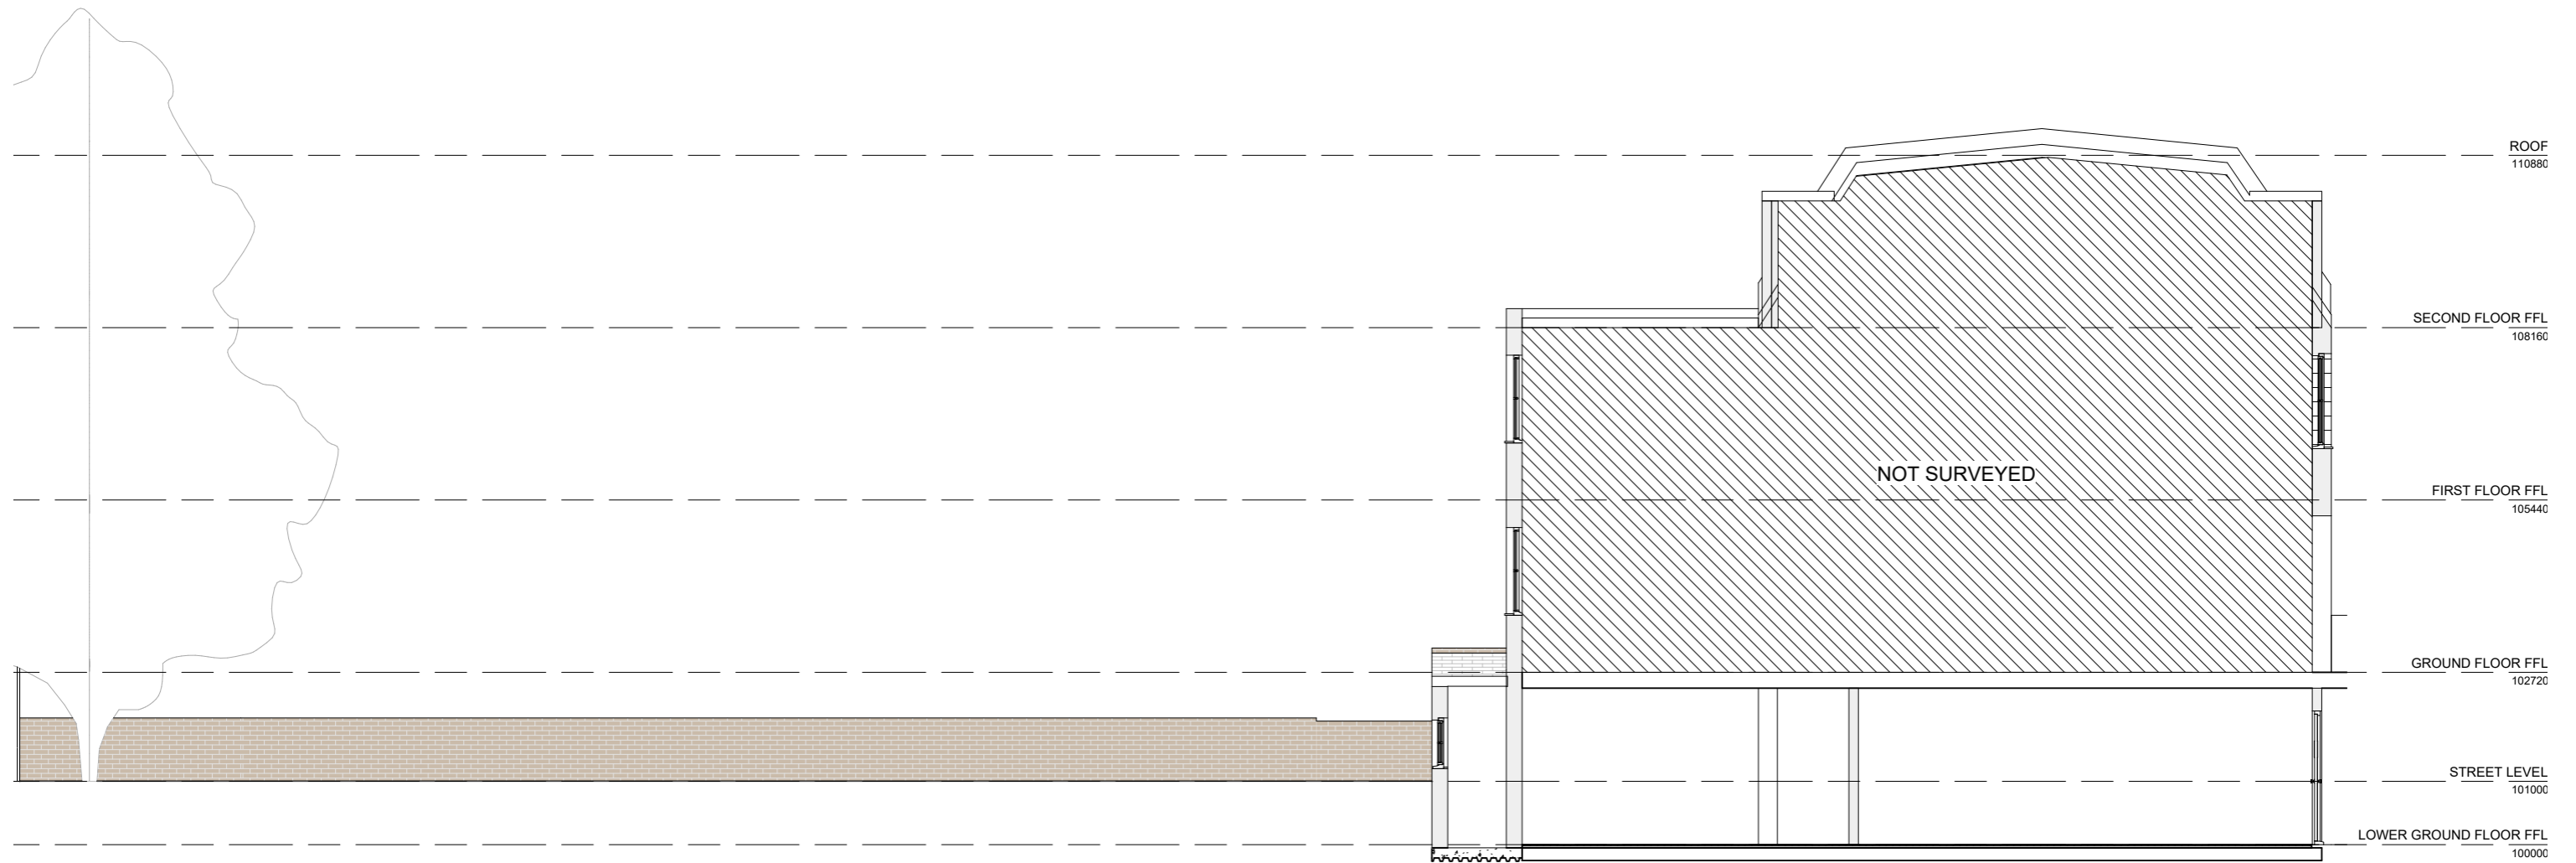 ROOF
110880
SECOND FLOOR FFL
108160
NOT SURVEYED
FIRST FLOOR FFL
105440
GROUND FLOOR FFL
102720
STREET LEVEL
101000
LOWER GROUND FLOOR FFL
100000